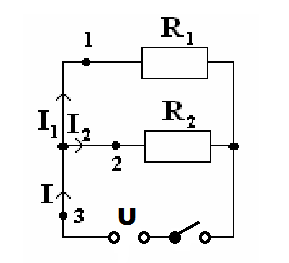 1 R₁
I₁ I₂ R₂
2
I 3 U